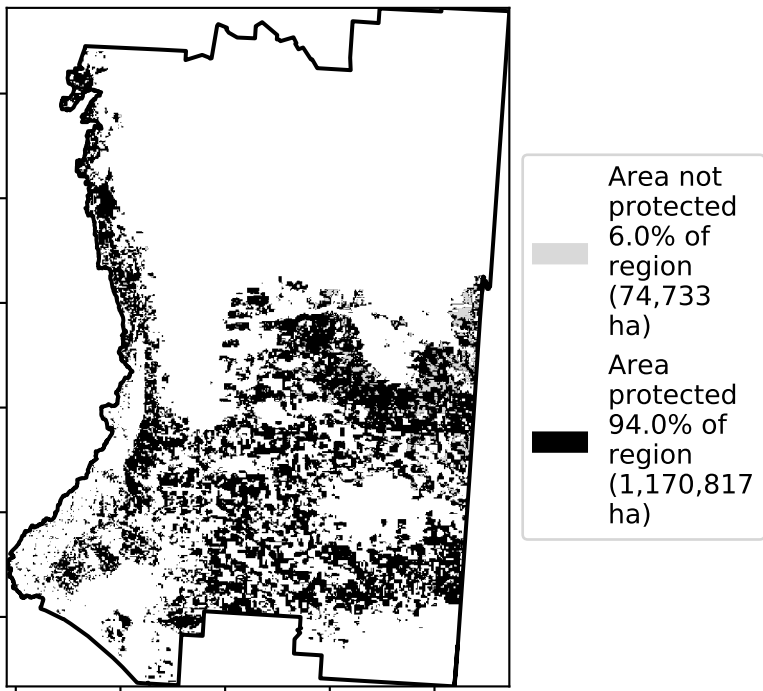 Area not
protected
6.0% of
region
(74,733
ha)
Area
protected
94.0% of
region
(1,170,817
ha)